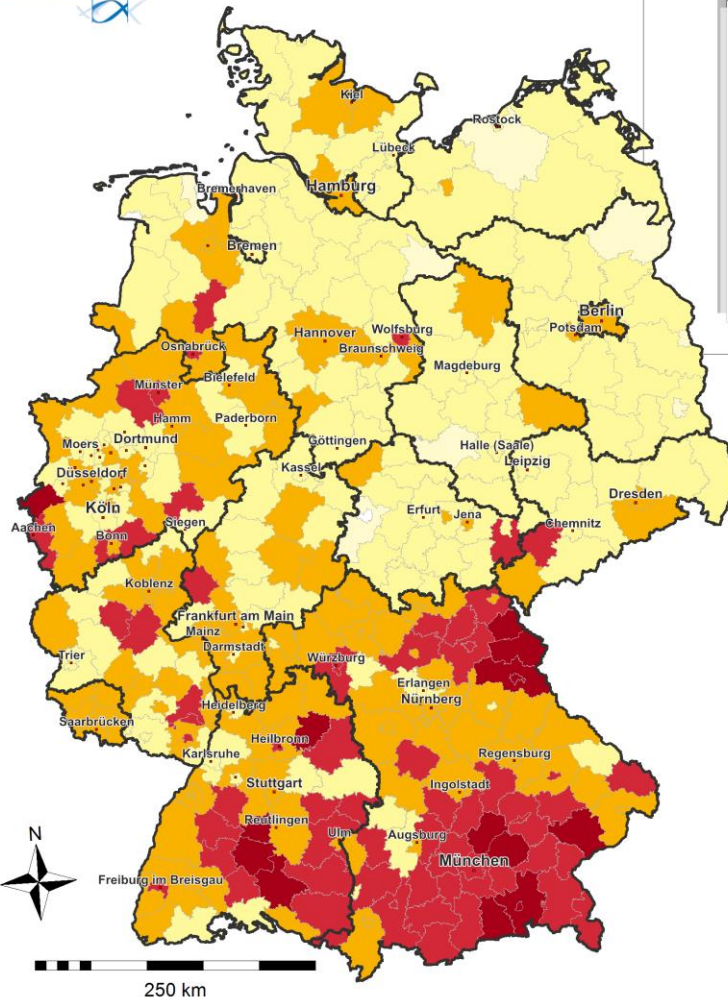 Kiel
Rostock
Lübeck
Bremerhaven
Hamburg
Bremen
Berlin
Potsdam
Hannover
Wolfsburg
Braunschweig
Osnabrück
Magdeburg
Münster
Bielefeld
Hamm
Paderborn
Moers
Dortmund
Göttingen
Halle (Saale)
Leipzig
Düsseldorf
Kassel
Dresden
Köln
Erfurt
Jena
Aachen
Siegen
Chemnitz
Bonn
Koblenz
Frankfurt am Main
Mainz
Darmstadt
Trier
Würzburg
Erlangen
Nürnberg
Saarbrücken
Heidelberg
Heilbronn
Karlsruhe
Regensburg
Stuttgart
Ingolstadt
Reutlingen
Ulm
Augsburg
N
München
Freiburg im Breisgau
250 km